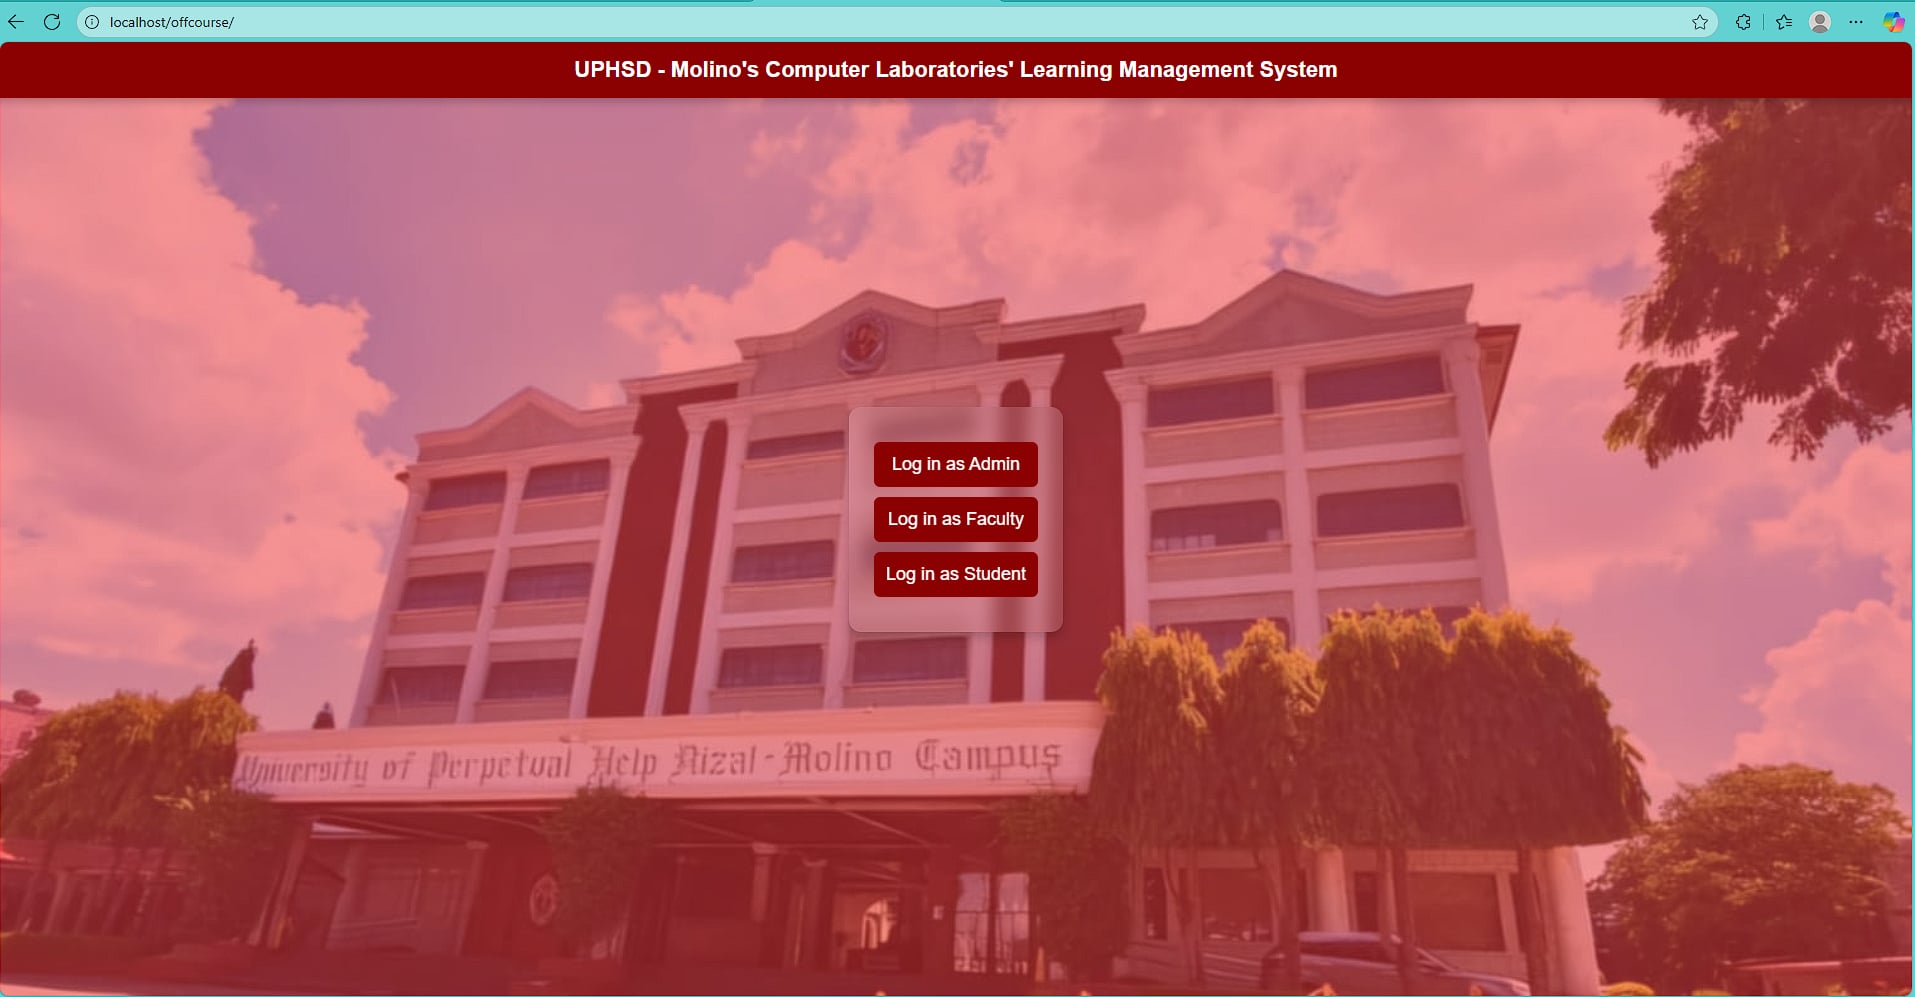 localhost/offcourse/
UPHSD - Molino's Computer Laboratories' Learning Management System
Log in as Admin
Log in as Faculty
Log in as Student
University of Perpetual Help Rizal - Molino Campus